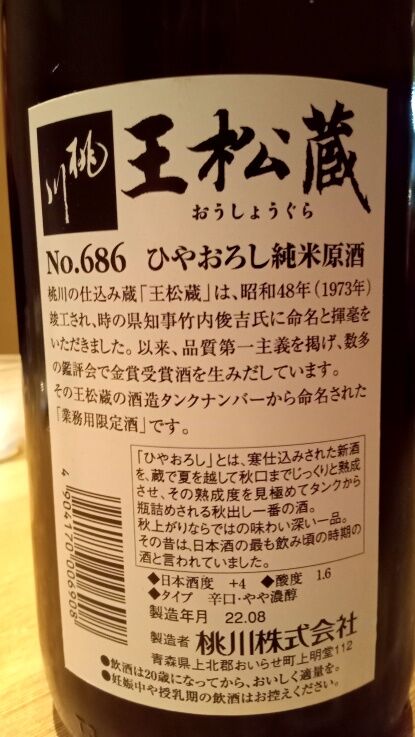 桃川
王松蔵
おうしょうぐら
No.686 ひやおろし純米原酒
桃川の仕込み蔵「王松蔵」は、昭和48年（1973年）
竣工され、時の県知事竹内俊吉氏に命名と揮毫を
いただきました。以来、品質第一主義を掲げ、数多
の鑑評会で金賞受賞酒を生みだしています。
その王松蔵の酒造タンクナンバーから命名された
「業務用限定酒」です。
「ひやおろし」とは、寒仕込みされた新酒
を、蔵で夏を越して秋口までじっくりと熟成
させ、その熟成度を見極めてタンクから
瓶詰めされる秋出し一番の酒。
秋上がりならではの味わい深い一品。
その昔は、日本酒の最も飲み頃の時期の
酒と言われていました。
◆日本酒度 +4 ◆酸度 1.6
◆タイプ 辛口・やや濃醇
製造年月 22.08
製造者 桃川株式会社
青森県上北郡おいらせ町上明堂112
●飲酒は20歳になってから、おいしく適量を。
●妊娠中や授乳期の飲酒はお控えください。
4904170006908